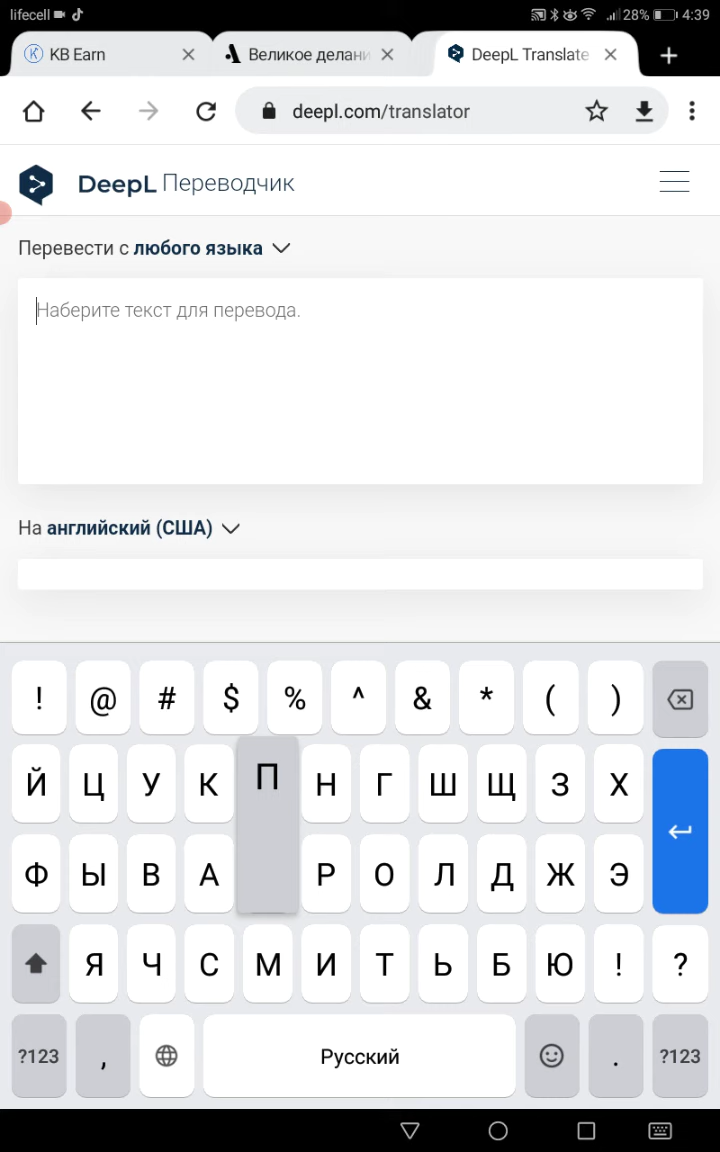 lifecell 28% 4:39
KB Earn Великое делани DeepL Translate
deepl.com/translator
DeepL Переводчик
Перевести с любого языка
Наберите текст для перевода.
На английский (США)
! @ # $ % ^ & * ( )
Й Ц У К П Н Г Ш Щ З Х
Ф Ы В А Р О Л Д Ж Э
Я Ч С М И Т Ь Б Ю ! ?
?123 , Русский . ?123